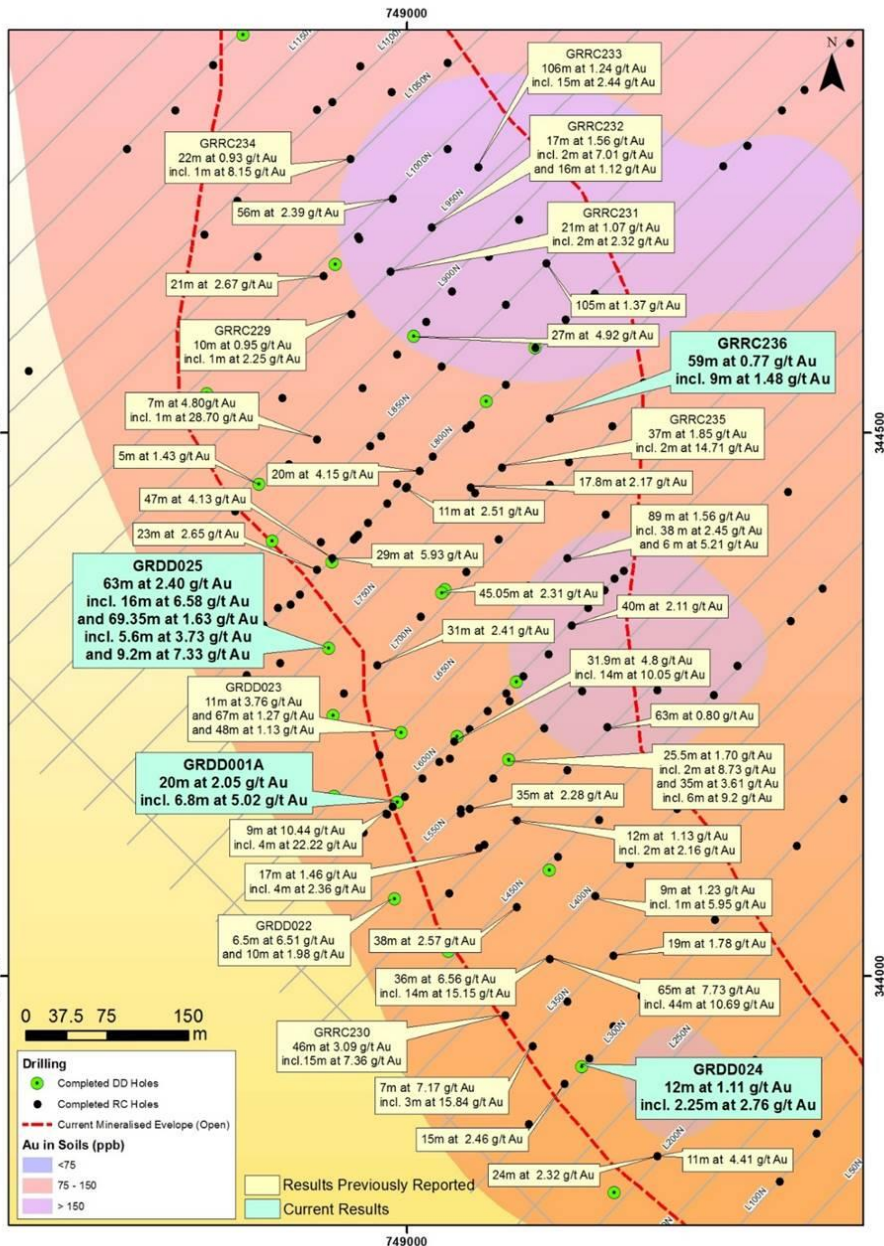 749000
N
L1150N
L1100N
L1050N
GRRC233
106m at 1.24 g/t Au
incl. 15m at 2.44 g/t Au
GRRC232
17m at 1.56 g/t Au
incl. 2m at 7.01 g/t Au
and 16m at 1.12 g/t Au
GRRC234
22m at 0.93 g/t Au
incl. 1m at 8.15 g/t Au
L1000N
L950N
56m at 2.39 g/t Au
GRRC231
21m at 1.07 g/t Au
incl. 2m at 2.32 g/t Au
L900N
21m at 2.67 g/t Au
105m at 1.37 g/t Au
GRRC229
10m at 0.95 g/t Au
incl. 1m at 2.25 g/t Au
27m at 4.92 g/t Au
GRRC236
59m at 0.77 g/t Au
incl. 9m at 1.48 g/t Au
7m at 4.80g/t Au
incl. 1m at 28.70 g/t Au
L850N
L800N
GRRC235
37m at 1.85 g/t Au
incl. 2m at 14.71 g/t Au
344500
5m at 1.43 g/t Au
20m at 4.15 g/t Au
17.8m at 2.17 g/t Au
47m at 4.13 g/t Au
11m at 2.51 g/t Au
23m at 2.65 g/t Au
89 m at 1.56 g/t Au
incl. 38 m at 2.45 g/t Au
and 6 m at 5.21 g/t Au
29m at 5.93 g/t Au
GRDD025
63m at 2.40 g/t Au
incl. 16m at 6.58 g/t Au
and 69.35m at 1.63 g/t Au
incl. 5.6m at 3.73 g/t Au
and 9.2m at 7.33 g/t Au
L750N
45.05m at 2.31 g/t Au
40m at 2.11 g/t Au
L700N
31m at 2.41 g/t Au
L650N
31.9m at 4.8 g/t Au
incl. 14m at 10.05 g/t Au
GRDD023
11m at 3.76 g/t Au
and 67m at 1.27 g/t Au
and 48m at 1.13 g/t Au
63m at 0.80 g/t Au
L600N
GRDD001A
20m at 2.05 g/t Au
incl. 6.8m at 5.02 g/t Au
25.5m at 1.70 g/t Au
incl. 2m at 8.73 g/t Au
and 35m at 3.61 g/t Au
incl. 6m at 9.2 g/t Au
35m at 2.28 g/t Au
9m at 10.44 g/t Au
incl. 4m at 22.22 g/t Au
L550N
12m at 1.13 g/t Au
incl. 2m at 2.16 g/t Au
17m at 1.46 g/t Au
incl. 4m at 2.36 g/t Au
L450N
L400N
9m at 1.23 g/t Au
incl. 1m at 5.95 g/t Au
GRDD022
6.5m at 6.51 g/t Au
and 10m at 1.98 g/t Au
38m at 2.57 g/t Au
19m at 1.78 g/t Au
344000
36m at 6.56 g/t Au
incl. 14m at 15.15 g/t Au
65m at 7.73 g/t Au
incl. 44m at 10.69 g/t Au
L350N
L300N
L250N
GRRC230
46m at 3.09 g/t Au
incl.15m at 7.36 g/t Au
GRDD024
12m at 1.11 g/t Au
incl. 2.25m at 2.76 g/t Au
7m at 7.17 g/t Au
incl. 3m at 15.84 g/t Au
15m at 2.46 g/t Au
L200N
24m at 2.32 g/t Au
11m at 4.41 g/t Au
L100N
L50N
0 37.5 75 150
m
Drilling
Completed DD Holes
Completed RC Holes
Current Mineralised Evelope (Open)
Au in Soils (ppb)
<75
75 - 150
> 150
Results Previously Reported
Current Results
749000